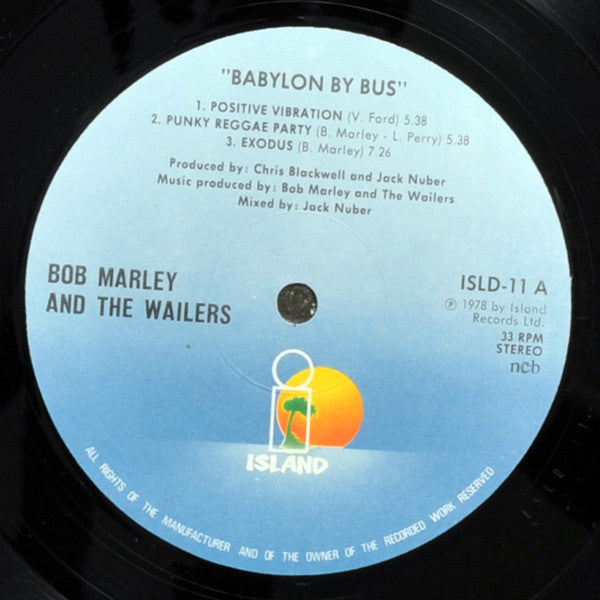 "BABYLON BY BUS"
1. POSITIVE VIBRATION (V. Ford) 5.38
2. PUNKY REGGAE PARTY (B. Marley - L. Perry) 5.38
3. EXODUS (B. Marley) 7.26
Produced by: Chris Blackwell and Jack Nuber
Music produced by: Bob Marley and The Wailers
Mixed by: Jack Nuber
BOB MARLEY
AND THE WAILERS
ISLD-11 A
℗ 1978 by Island
Records Ltd.
33 RPM
STEREO
ncb
ISLAND
ALL RIGHTS OF THE MANUFACTURER AND OF THE OWNER OF THE RECORDED WORK RESERVED